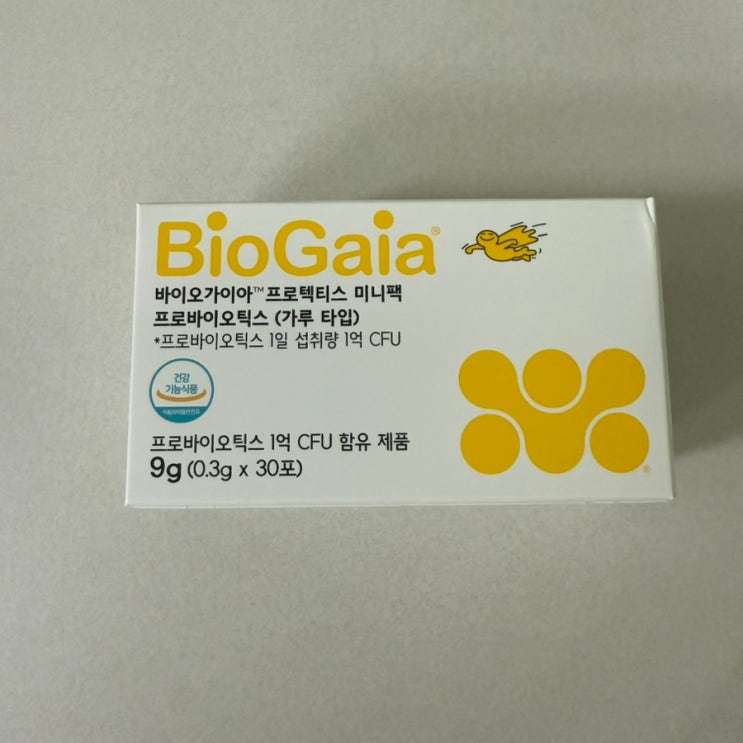 BioGaia®
바이오가이아™ 프로텍티스 미니팩
프로바이오틱스 (가루 타입)
*프로바이오틱스 1일 섭취량 1억 CFU
건강
기능식품
프로바이오틱스 1억 CFU 함유 제품
9g (0.3g x 30포)
®